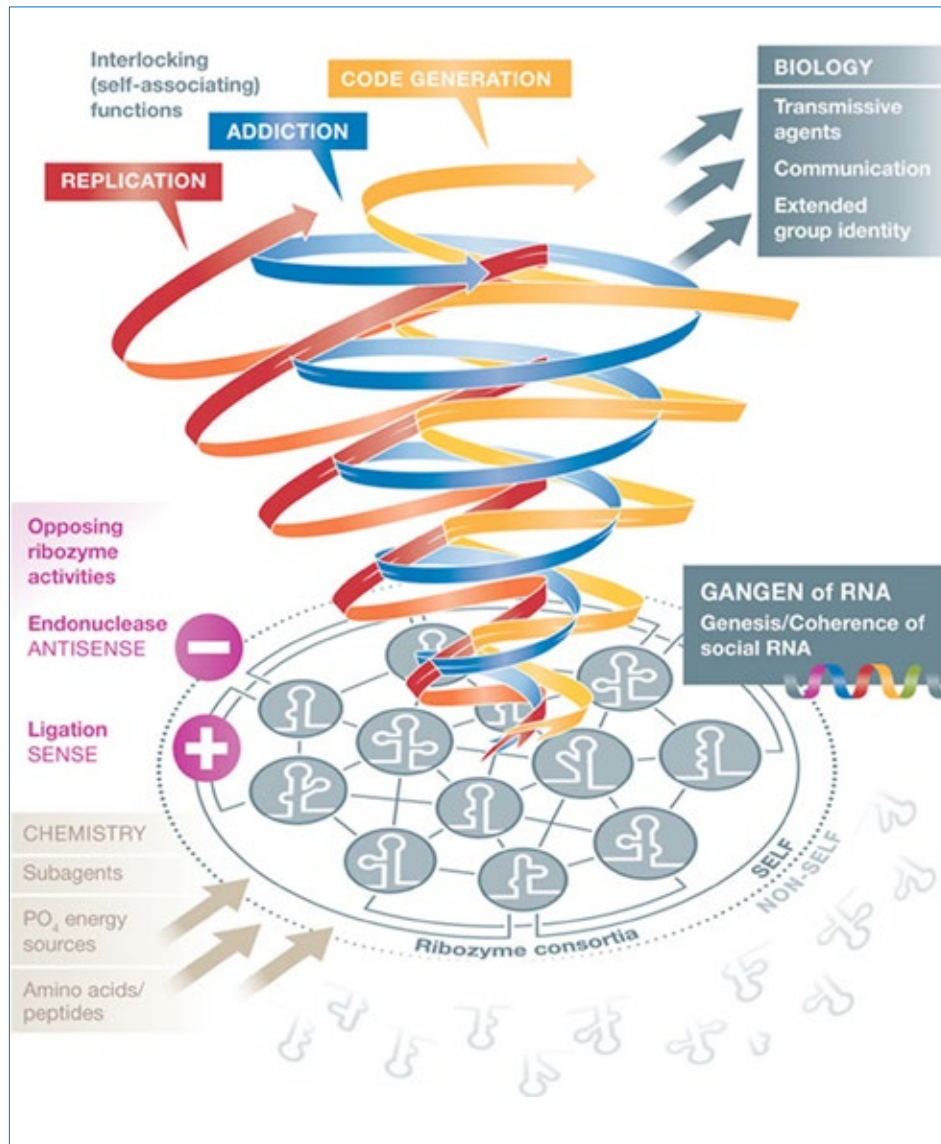 Interlocking
(self-associating)
functions
CODE GENERATION
ADDICTION
REPLICATION
BIOLOGY
Transmissive
agents
Communication
Extended
group identity
Opposing
ribozyme
activities
Endonuclease
ANTISENSE
Ligation
SENSE
GANGEN of RNA
Genesis/Coherence of
social RNA
CHEMISTRY
Subagents
PO₄ energy
sources
Amino acids/
peptides
SELF
NON-SELF
Ribozyme consortia